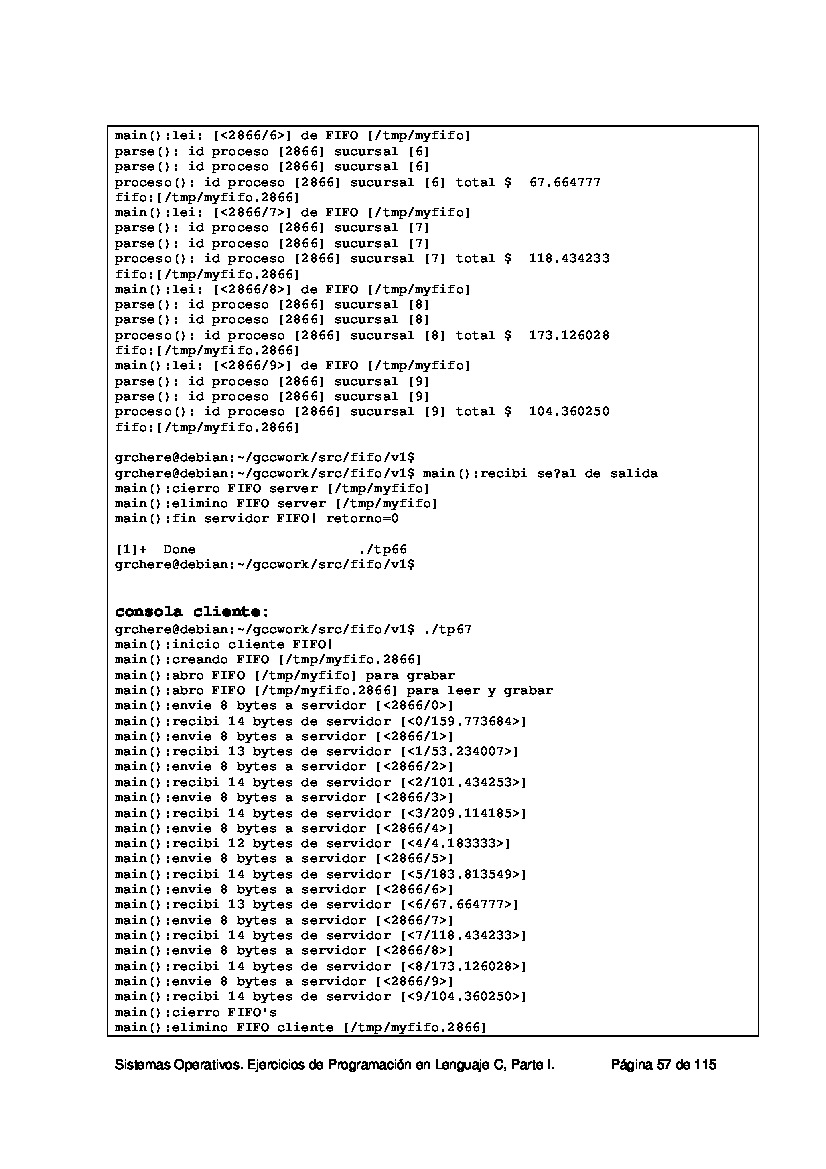 main():lei: [<2866/6>] de FIFO [/tmp/myfifo]
parse(): id proceso [2866] sucursal [6]
parse(): id proceso [2866] sucursal [6]
proceso(): id proceso [2866] sucursal [6] total $  67.664777
fifo:[/tmp/myfifo.2866]
main():lei: [<2866/7>] de FIFO [/tmp/myfifo]
parse(): id proceso [2866] sucursal [7]
parse(): id proceso [2866] sucursal [7]
proceso(): id proceso [2866] sucursal [7] total $  118.434233
fifo:[/tmp/myfifo.2866]
main():lei: [<2866/8>] de FIFO [/tmp/myfifo]
parse(): id proceso [2866] sucursal [8]
parse(): id proceso [2866] sucursal [8]
proceso(): id proceso [2866] sucursal [8] total $  173.126028
fifo:[/tmp/myfifo.2866]
main():lei: [<2866/9>] de FIFO [/tmp/myfifo]
parse(): id proceso [2866] sucursal [9]
parse(): id proceso [2866] sucursal [9]
proceso(): id proceso [2866] sucursal [9] total $  104.360250
fifo:[/tmp/myfifo.2866]
grchere@debian:~/gccwork/src/fifo/v1$
grchere@debian:~/gccwork/src/fifo/v1$ main():recibi se?al de salida
main():cierro FIFO server [/tmp/myfifo]
main():elimino FIFO server [/tmp/myfifo]
main():fin servidor FIFO! retorno=0
[1]+  Done                    ./tp66
grchere@debian:~/gccwork/src/fifo/v1$
consola cliente:
grchere@debian:~/gccwork/src/fifo/v1$ ./tp67
main():inicio cliente FIFO!
main():creando FIFO [/tmp/myfifo.2866]
main():abro FIFO [/tmp/myfifo] para grabar
main():abro FIFO [/tmp/myfifo.2866] para leer y grabar
main():envie 8 bytes a servidor [<2866/0>]
main():recibi 14 bytes de servidor [<0/159.773684>]
main():envie 8 bytes a servidor [<2866/1>]
main():recibi 13 bytes de servidor [<1/53.234007>]
main():envie 8 bytes a servidor [<2866/2>]
main():recibi 14 bytes de servidor [<2/101.434253>]
main():envie 8 bytes a servidor [<2866/3>]
main():recibi 14 bytes de servidor [<3/209.114185>]
main():envie 8 bytes a servidor [<2866/4>]
main():recibi 12 bytes de servidor [<4/4.183333>]
main():envie 8 bytes a servidor [<2866/5>]
main():recibi 14 bytes de servidor [<5/183.813549>]
main():envie 8 bytes a servidor [<2866/6>]
main():recibi 13 bytes de servidor [<6/67.664777>]
main():envie 8 bytes a servidor [<2866/7>]
main():recibi 14 bytes de servidor [<7/118.434233>]
main():envie 8 bytes a servidor [<2866/8>]
main():recibi 14 bytes de servidor [<8/173.126028>]
main():envie 8 bytes a servidor [<2866/9>]
main():recibi 14 bytes de servidor [<9/104.360250>]
main():cierro FIFO's
main():elimino FIFO cliente [/tmp/myfifo.2866]
Sistemas Operativos. Ejercicios de Programación en Lenguaje C, Parte I.    Página 57 de 115